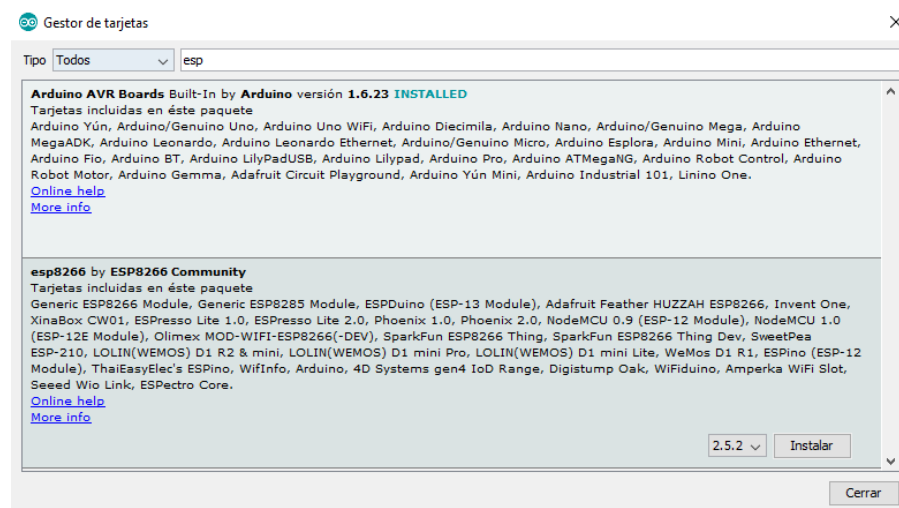 Gestor de tarjetas
Tipo Todos esp
Arduino AVR Boards Built-In by Arduino versión 1.6.23 INSTALLED
Tarjetas incluidas en éste paquete
Arduino Yún, Arduino/Genuino Uno, Arduino Uno WiFi, Arduino Diecimila, Arduino Nano, Arduino/Genuino Mega, Arduino
MegaADK, Arduino Leonardo, Arduino Leonardo Ethernet, Arduino/Genuino Micro, Arduino Esplora, Arduino Mini, Arduino Ethernet,
Arduino Fio, Arduino BT, Arduino LilyPadUSB, Arduino Lilypad, Arduino Pro, Arduino ATMegaNG, Arduino Robot Control, Arduino
Robot Motor, Arduino Gemma, Adafruit Circuit Playground, Arduino Yún Mini, Arduino Industrial 101, Linino One.
Online help
More info
esp8266 by ESP8266 Community
Tarjetas incluidas en éste paquete
Generic ESP8266 Module, Generic ESP8285 Module, ESPDuino (ESP-13 Module), Adafruit Feather HUZZAH ESP8266, Invent One,
XinaBox CW01, ESPresso Lite 1.0, ESPresso Lite 2.0, Phoenix 1.0, Phoenix 2.0, NodeMCU 0.9 (ESP-12 Module), NodeMCU 1.0
(ESP-12E Module), Olimex MOD-WIFI-ESP8266(-DEV), SparkFun ESP8266 Thing, SparkFun ESP8266 Thing Dev, SweetPea
ESP-210, LOLIN(WEMOS) D1 R2 & mini, LOLIN(WEMOS) D1 mini Pro, LOLIN(WEMOS) D1 mini Lite, WeMos D1 R1, ESPino (ESP-12
Module), ThaiEasyElec's ESPino, WifInfo, Arduino, 4D Systems gen4 IoD Range, Digistump Oak, WiFiduino, Amperka WiFi Slot,
Seeed Wio Link, ESPectro Core.
Online help
More info
2.5.2 Instalar
Cerrar